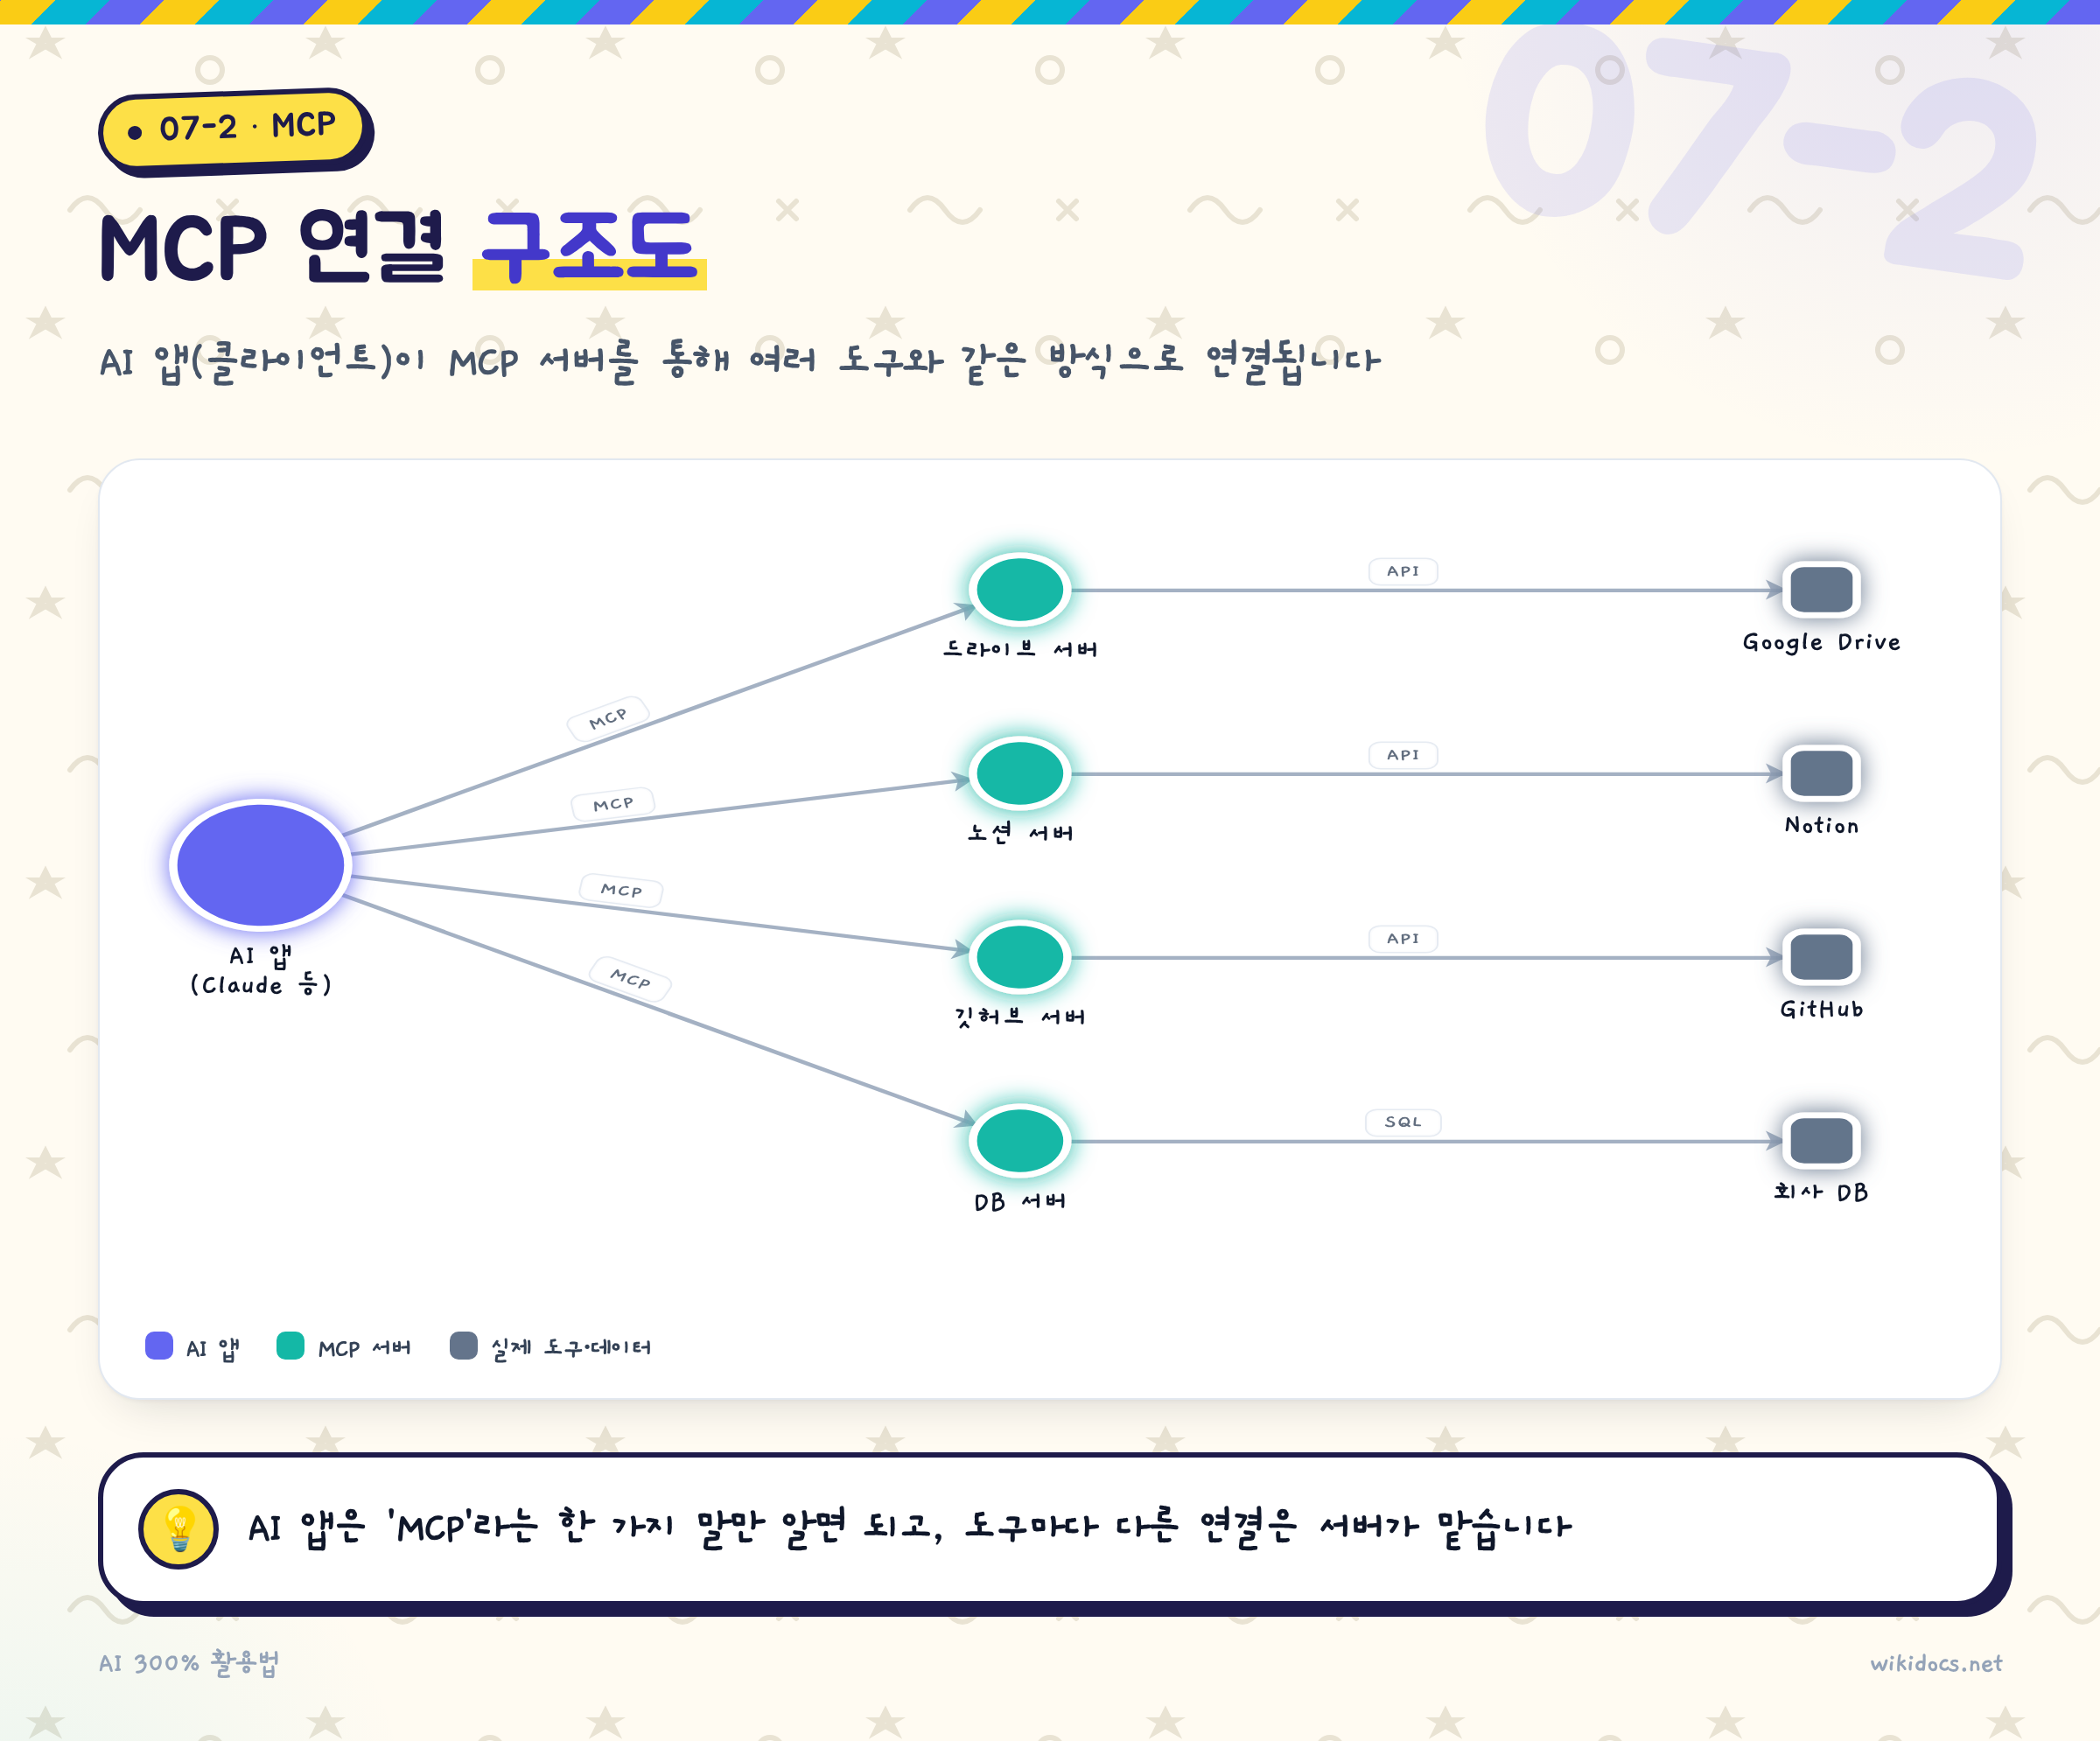 07-2
07-2 · MCP
MCP 연결 구조도
AI 앱(클라이언트)이 MCP 서버를 통해 여러 도구와 같은 방식으로 연결됩니다
API
드라이브 서버
Google Drive
MCP
API
MCP
노션 서버
Notion
MCP
API
AI 앱
(Claude 등)
MCP
깃허브 서버
GitHub
SQL
DB 서버
회사 DB
AI 앱
MCP 서버
실제 도구·데이터
AI 앱은 'MCP'라는 한 가지 말만 알면 되고, 도구마다 다른 연결은 서버가 맡습니다
AI 300% 활용법
wikidocs.net